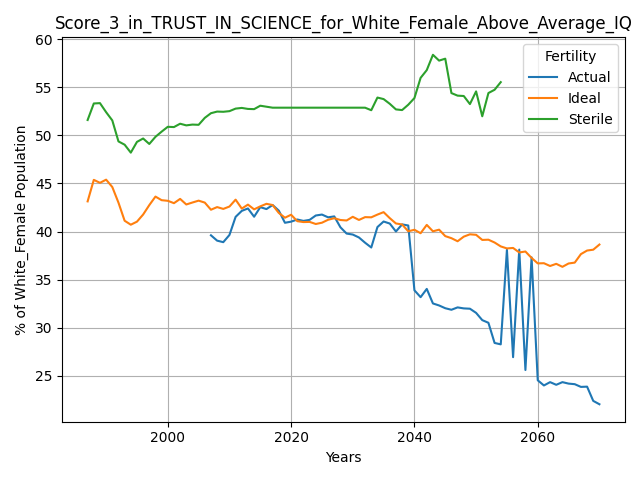 Score_3_in_TRUST_IN_SCIENCE_for_White_Female_Above_Average_IQ
60
55
50
45
40
35
30
25
% of White_Female Population
Fertility
Actual
Ideal
Sterile
2000
2020
2040
2060
Years